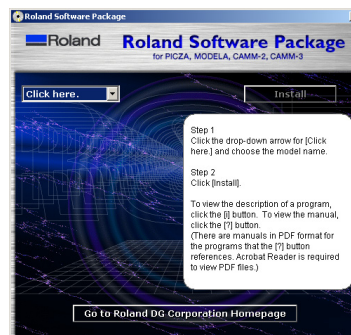 Roland Software Package
Roland
Roland Software Package
for PICZA, MODELA, CAMM-2, CAMM-3
Click here.
Install
Step 1
Click the drop-down arrow for [Click
here.] and choose the model name.
Step 2
Click [Install].
To view the description of a program,
click the [i] button. To view the manual,
click the [?] button.
(There are manuals in PDF format for
the programs that the [?] button
references. Acrobat Reader is required
to view PDF files.)
Go to Roland DG Corporation Homepage